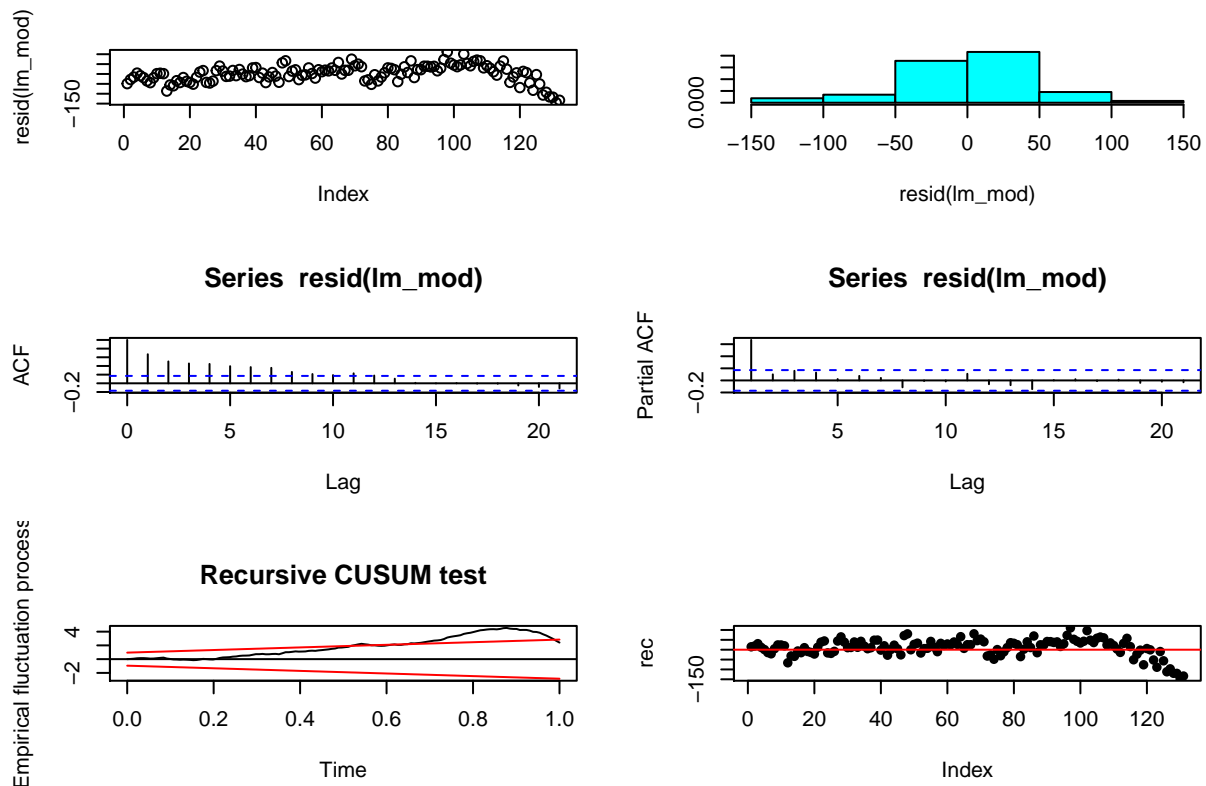 resid(lm_mod)
−150
0 20 40 60 80 100 120
Index
0.000
−150 −100 −50 0 50 100 150
resid(lm_mod)
Series resid(lm_mod)
ACF
−0.2
0 5 10 15 20
Lag
Series resid(lm_mod)
Partial ACF
−0.2
5 10 15 20
Lag
Recursive CUSUM test
Empirical fluctuation process
4
−2
0.0 0.2 0.4 0.6 0.8 1.0
Time
rec
−150
0 20 40 60 80 100 120
Index